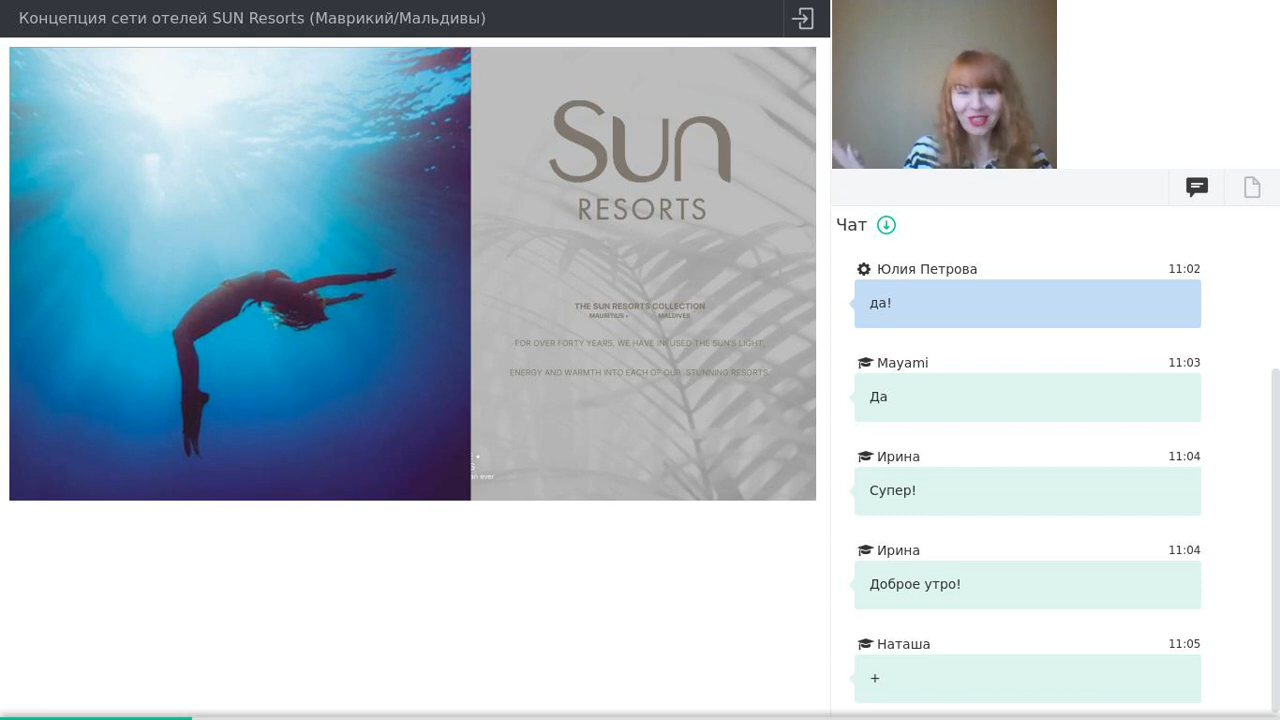 Концепция сети отелей SUN Resorts (Маврикий/Мальдивы)
Sun
RESORTS
THE SUN RESORTS COLLECTION
MAURITIUS • MALDIVES
FOR OVER FORTY YEARS, WE HAVE INFUSED THE SUN'S LIGHT,
ENERGY AND WARMTH INTO EACH OF OUR STUNNING RESORTS.
Чат
Юлия Петрова 11:02
да!
Mayami 11:03
Да
Ирина 11:04
Супер!
Ирина 11:04
Доброе утро!
Наташа 11:05
+